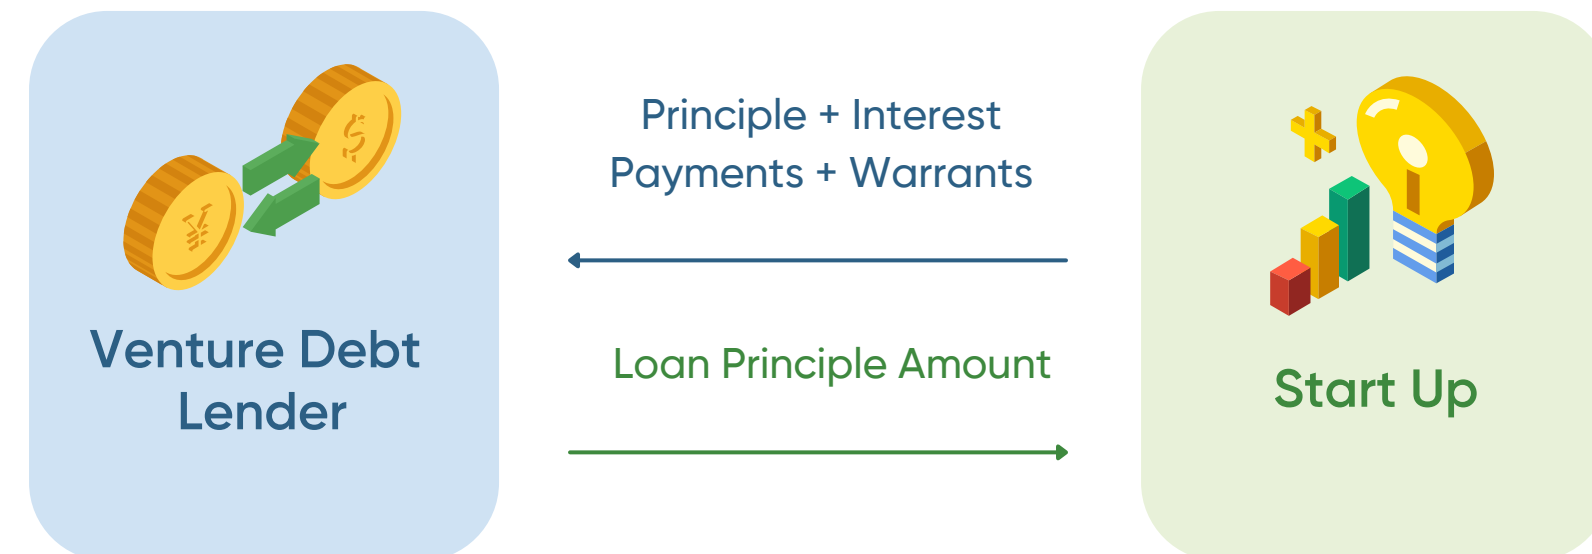 Principle + Interest
Payments + Warrants
Venture Debt
Lender
Loan Principle Amount
Start Up